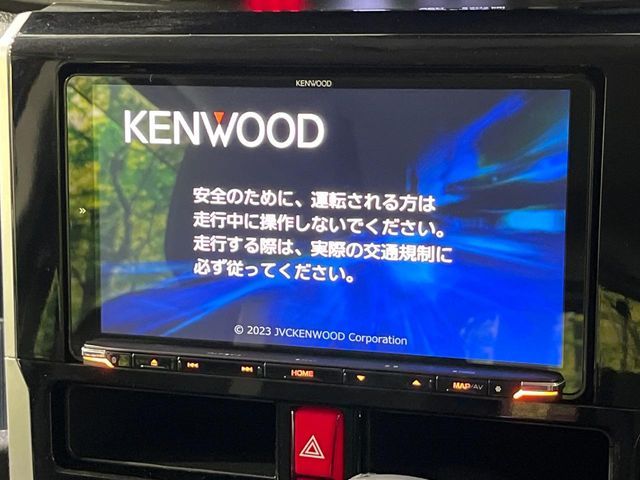 KENWOOD
KENWOOD
安全のために、運転される方は
走行中に操作しないでください。
走行する際は、実際の交通規制に
必ず従ってください。
© 2023 JVCKENWOOD Corporation
HOME
MAP/AV